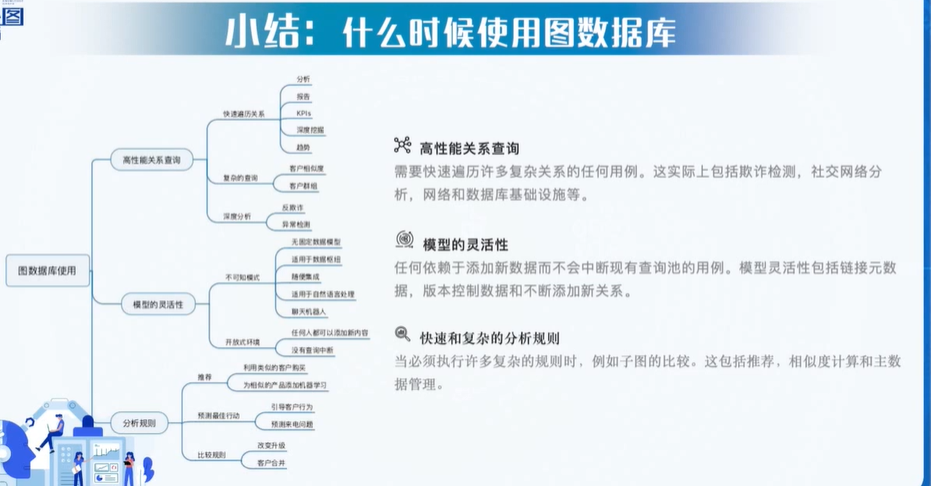 图
小结：什么时候使用图数据库
图数据库使用
高性能关系查询
快速遍历关系
分析
报告
KPIs
深度挖掘
趋势
复杂的查询
客户相似度
客户群组
深度分析
反欺诈
异常检测
模型的灵活性
不可知模式
无固定数据模型
适用于数据枢纽
随便集成
适用于自然语言处理
聊天机器人
开放式环境
任何人都可以添加新内容
没有查询中断
分析规则
推荐
利用类似的客户购买
为相似的产品添加机器学习
预测最佳行动
引导客户行为
预测来电问题
比较规则
改变升级
客户合并
高性能关系查询
需要快速遍历许多复杂关系的任何用例。这实际上包括欺诈检测，社交网络分
析，网络和数据库基础设施等。
模型的灵活性
任何依赖于添加新数据而不会中断现有查询池的用例。模型灵活性包括链接元数
据，版本控制数据和不断添加新关系。
快速和复杂的分析规则
当必须执行许多复杂的规则时，例如子图的比较。这包括推荐，相似度计算和主数
据管理。